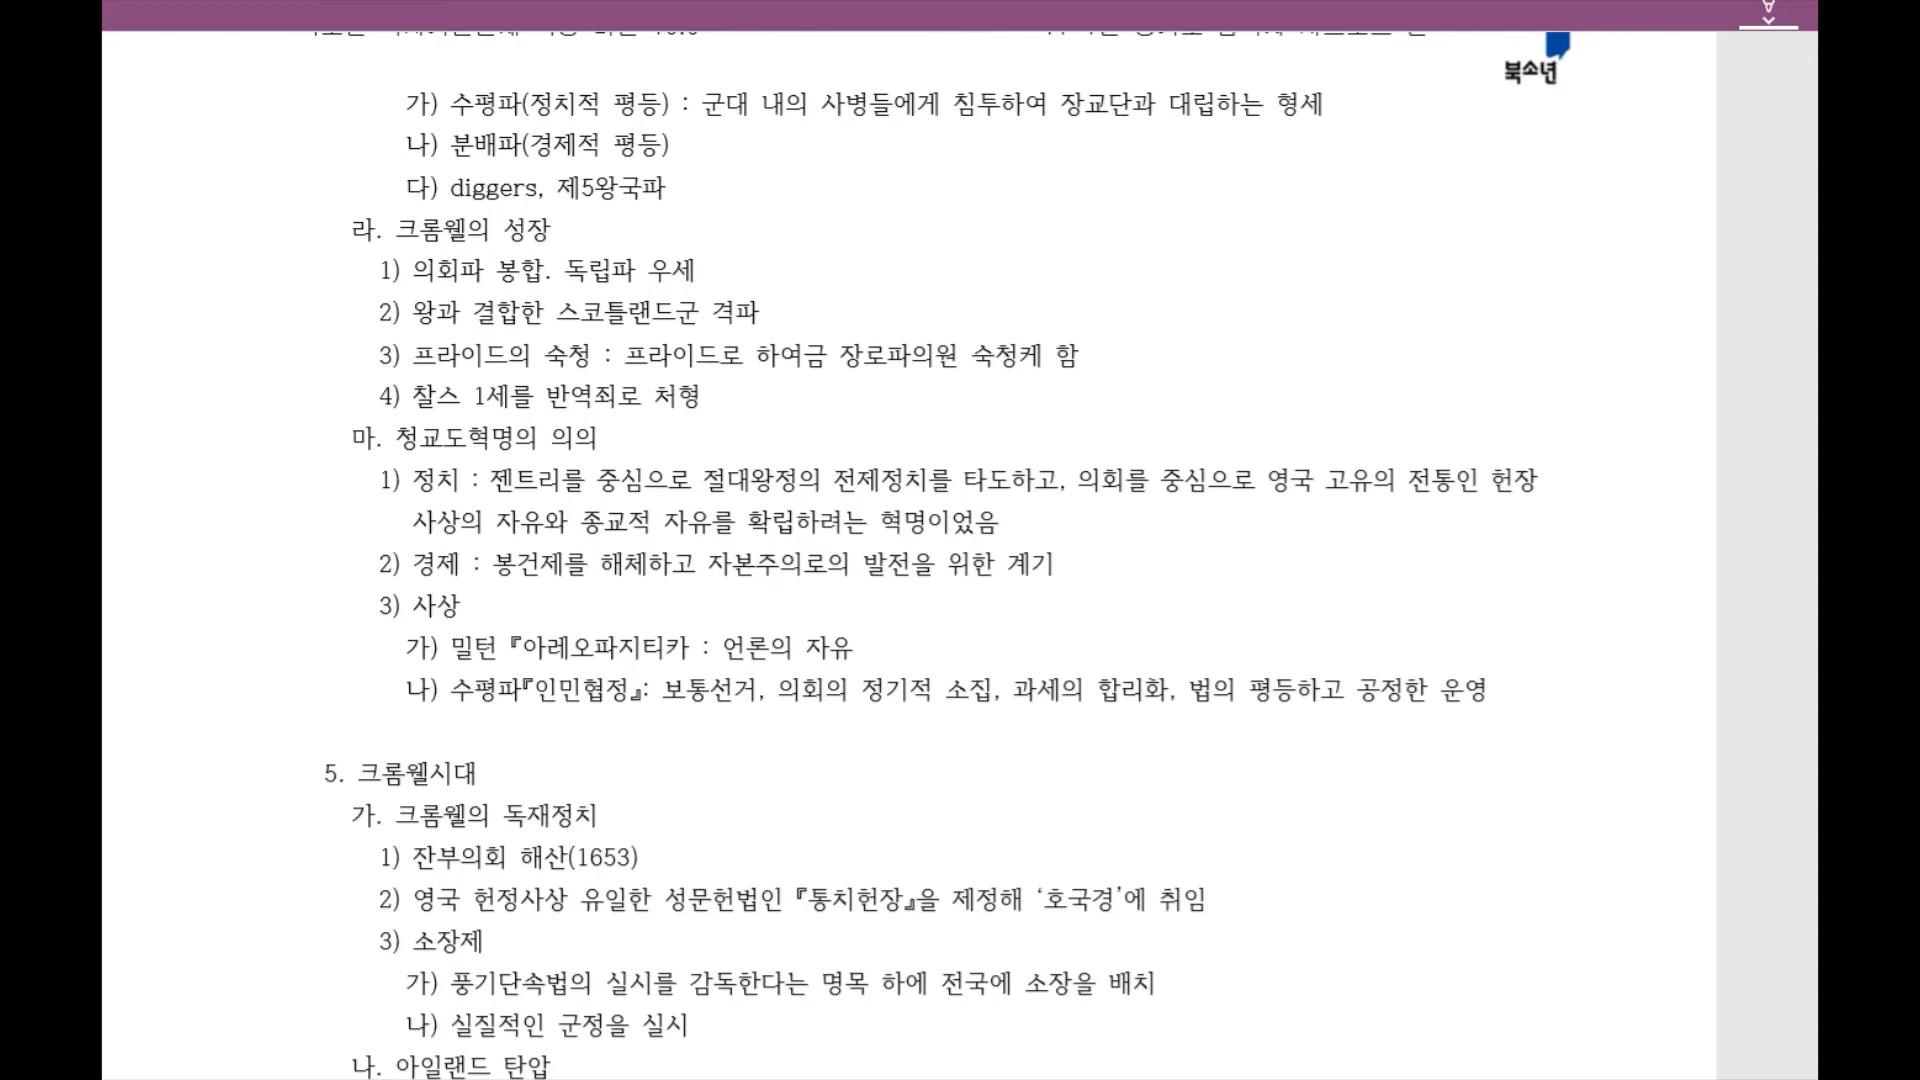 북소년
가) 수평파(정치적 평등) : 군대 내의 사병들에게 침투하여 장교단과 대립하는 형세
나) 분배파(경제적 평등)
다) diggers, 제5왕국파
라. 크롬웰의 성장
1) 의회파 봉합. 독립파 우세
2) 왕과 결합한 스코틀랜드군 격파
3) 프라이드의 숙청 : 프라이드로 하여금 장로파의원 숙청케 함
4) 찰스 1세를 반역죄로 처형
마. 청교도혁명의 의의
1) 정치 : 젠트리를 중심으로 절대왕정의 전제정치를 타도하고, 의회를 중심으로 영국 고유의 전통인 헌장
사상의 자유와 종교적 자유를 확립하려는 혁명이었음
2) 경제 : 봉건제를 해체하고 자본주의로의 발전을 위한 계기
3) 사상
가) 밀턴 『아레오파지티카 : 언론의 자유
나) 수평파『인민협정』: 보통선거, 의회의 정기적 소집, 과세의 합리화, 법의 평등하고 공정한 운영
5. 크롬웰시대
가. 크롬웰의 독재정치
1) 잔부의회 해산(1653)
2) 영국 헌정사상 유일한 성문헌법인 『통치헌장』을 제정해 ‘호국경’에 취임
3) 소장제
가) 풍기단속법의 실시를 감독한다는 명목 하에 전국에 소장을 배치
나) 실질적인 군정을 실시
나. 아일랜드 탄압